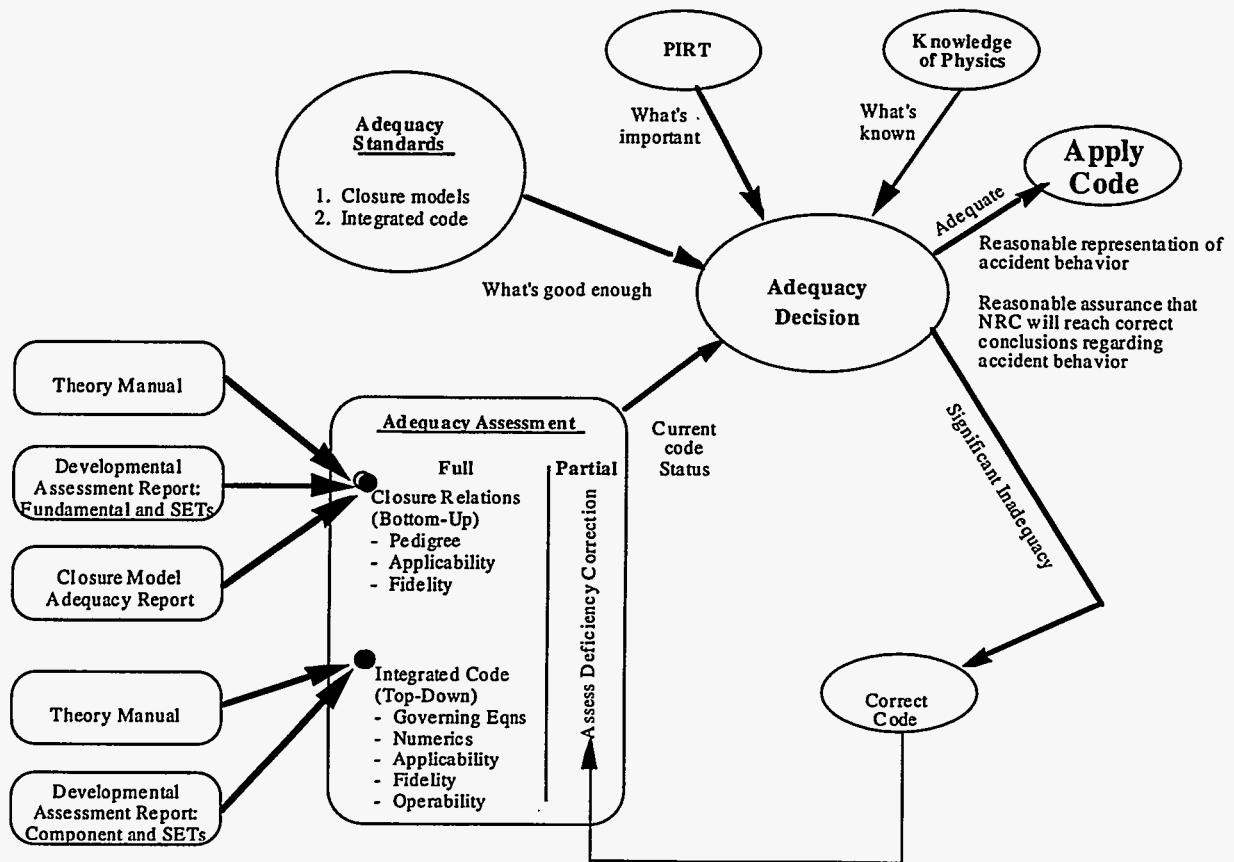 PIRT
Knowledge
of Physics
What's
important
What's
known
Adequacy
Standards
1. Closure models
2. Integrated code
Apply
Code
Adequate
Reasonable representation of
accident behavior
Reasonable assurance that
NRC will reach correct
conclusions regarding
accident behavior
What's good enough
Adequacy
Decision
Significant Inadequacy
Theory Manual
Developmental
Assessment Report:
Fundamental and SETs
Closure Model
Adequacy Report
Theory Manual
Developmental
Assessment Report:
Component and SETs
Adequacy Assessment
Full
Partial
Closure Relations
(Bottom-Up)
- Pedigree
- Applicability
- Fidelity
Integrated Code
(Top-Down)
- Governing Eqns
- Numerics
- Applicability
- Fidelity
- Operability
Assess Deficiency Correction
Current
code
Status
Correct
Code